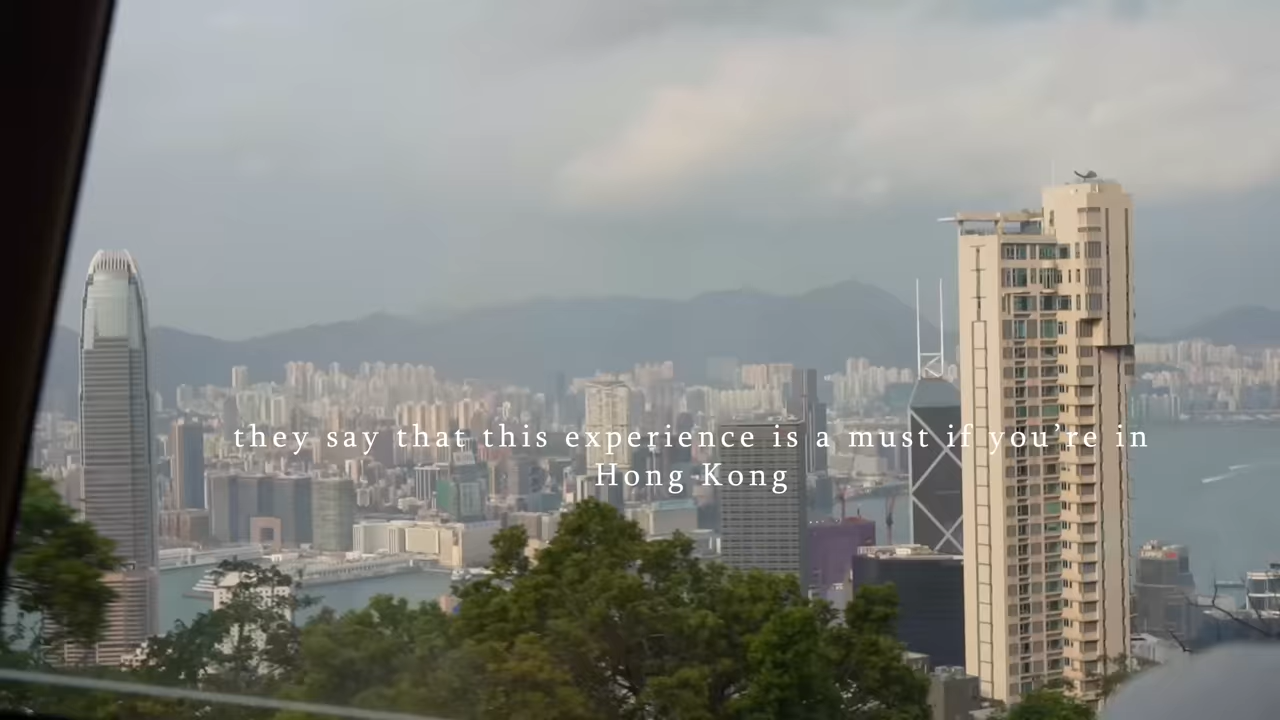 they say that this experience is a must if you’re in
Hong Kong